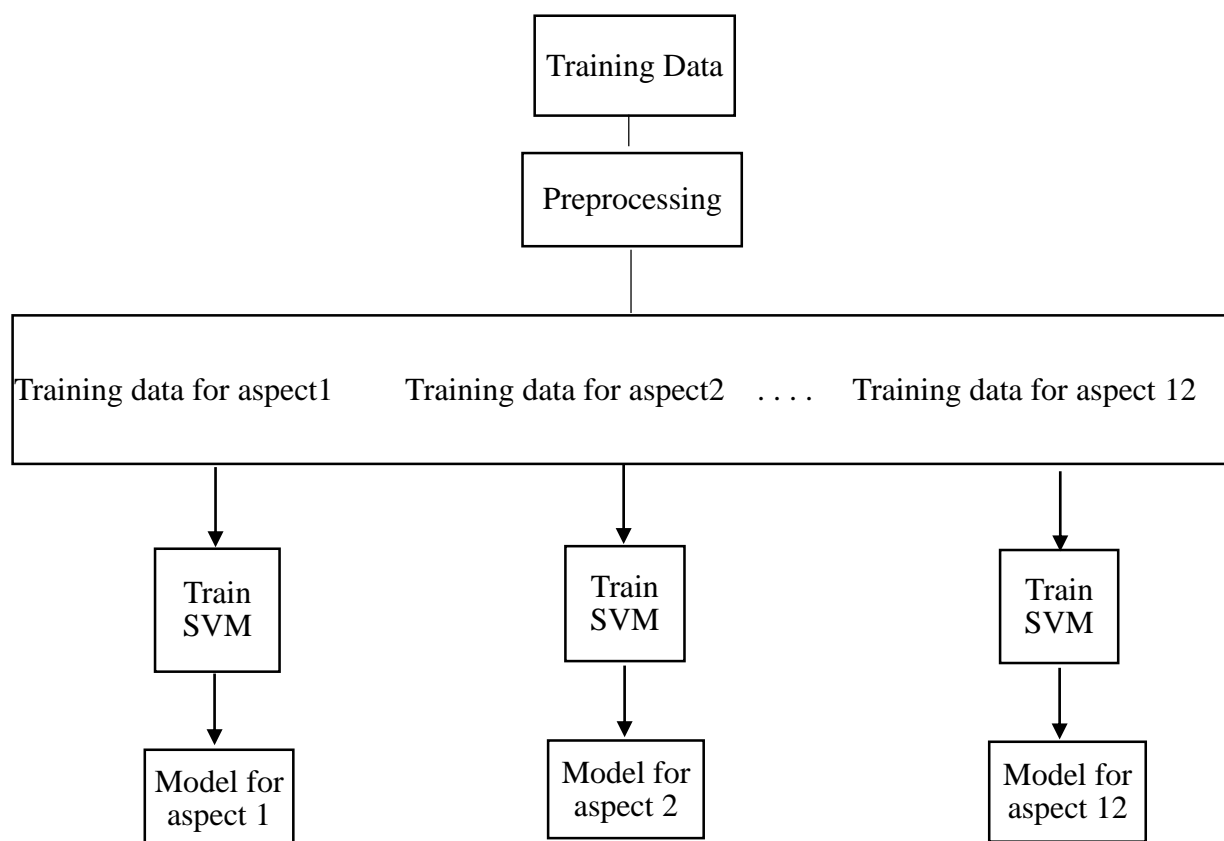 Training Data
Preprocessing
Training data for aspect1 Training data for aspect2 . . . . Training data for aspect 12
Train
SVM
Train
SVM
Train
SVM
Model for
aspect 1
Model for
aspect 2
Model for
aspect 12